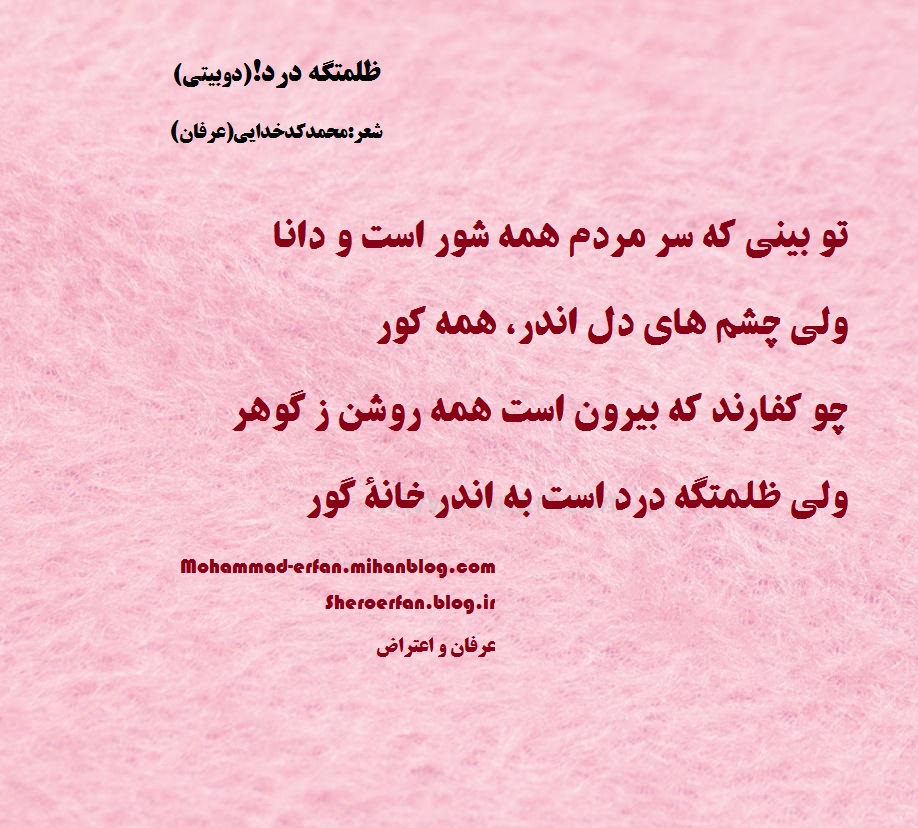 ظلمتگه درد!(دوبیتی)
شعر:محمدکدخدایی(عرفان)
تو بینی که سر مردم همه شور است و دانا
ولی چشم های دل اندر، همه کور
چو کفارند که بیرون است همه روشن ز گوهر
ولی ظلمتگه درد است به اندر خانهٔ گور
Mohammad-erfan.mihanblog.com
Sheroerfan.blog.ir
عرفان و اعتراض